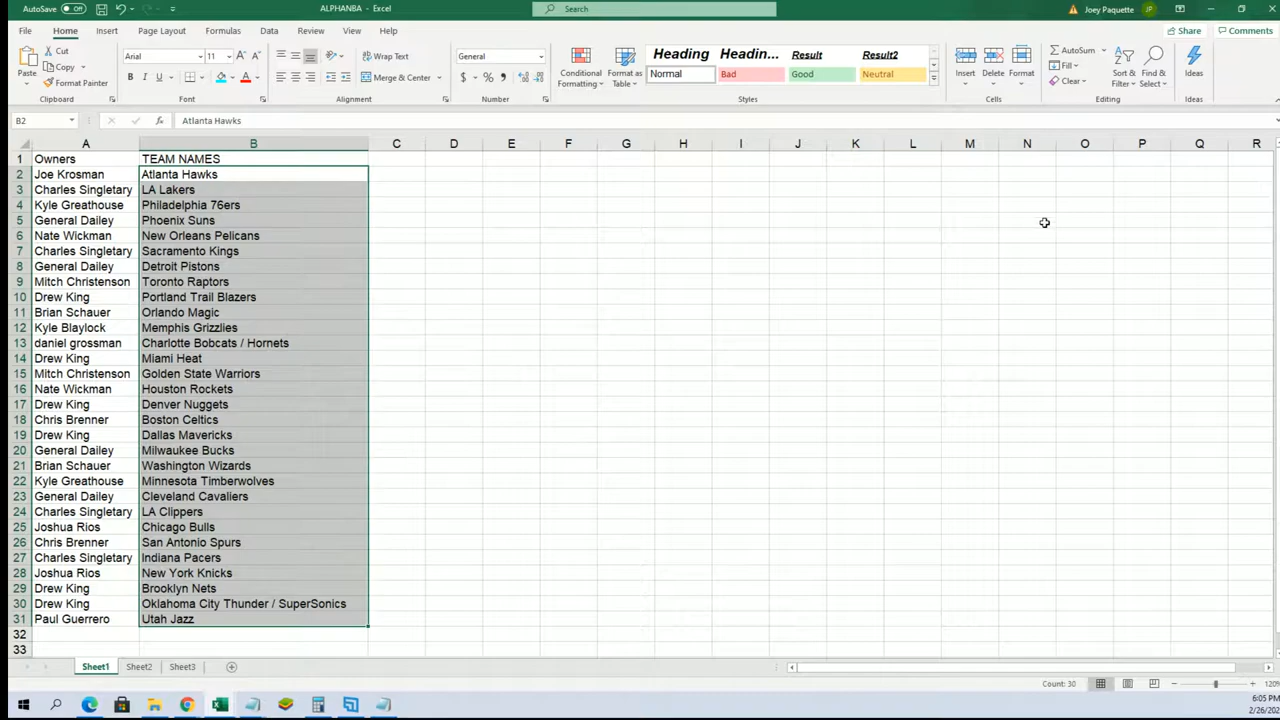 AutoSave Off ALPHANBA - Excel Search Joey Paquette JP
File Home Insert Page Layout Formulas Data Review View Help Share Comments
Paste Cut Copy Format Painter Clipboard
Arial 11 A A B I U A Font
ab Wrap Text Merge & Center Alignment
General $ % Number
Conditional Formatting Format as Table
Heading Headin... Result Result2
Normal Bad Good Neutral
Styles
Insert Delete Format Cells
AutoSum Fill Clear Sort & Filter Find & Select Editing
Ideas Ideas
B2 fx Atlanta Hawks
A B C D E F G H I J K L M N O P Q R
1 Owners TEAM NAMES
2 Joe Krosman Atlanta Hawks
3 Charles Singletary LA Lakers
4 Kyle Greathouse Philadelphia 76ers
5 General Dailey Phoenix Suns
6 Nate Wickman New Orleans Pelicans
7 Charles Singletary Sacramento Kings
8 General Dailey Detroit Pistons
9 Mitch Christenson Toronto Raptors
10 Drew King Portland Trail Blazers
11 Brian Schauer Orlando Magic
12 Kyle Blaylock Memphis Grizzlies
13 daniel grossman Charlotte Bobcats / Hornets
14 Drew King Miami Heat
15 Mitch Christenson Golden State Warriors
16 Nate Wickman Houston Rockets
17 Drew King Denver Nuggets
18 Chris Brenner Boston Celtics
19 Drew King Dallas Mavericks
20 General Dailey Milwaukee Bucks
21 Brian Schauer Washington Wizards
22 Kyle Greathouse Minnesota Timberwolves
23 General Dailey Cleveland Cavaliers
24 Charles Singletary LA Clippers
25 Joshua Rios Chicago Bulls
26 Chris Brenner San Antonio Spurs
27 Charles Singletary Indiana Pacers
28 Joshua Rios New York Knicks
29 Drew King Brooklyn Nets
30 Drew King Oklahoma City Thunder / SuperSonics
31 Paul Guerrero Utah Jazz
32
33
Sheet1 Sheet2 Sheet3
Count: 30 120%
6:05 PM
2/26/202